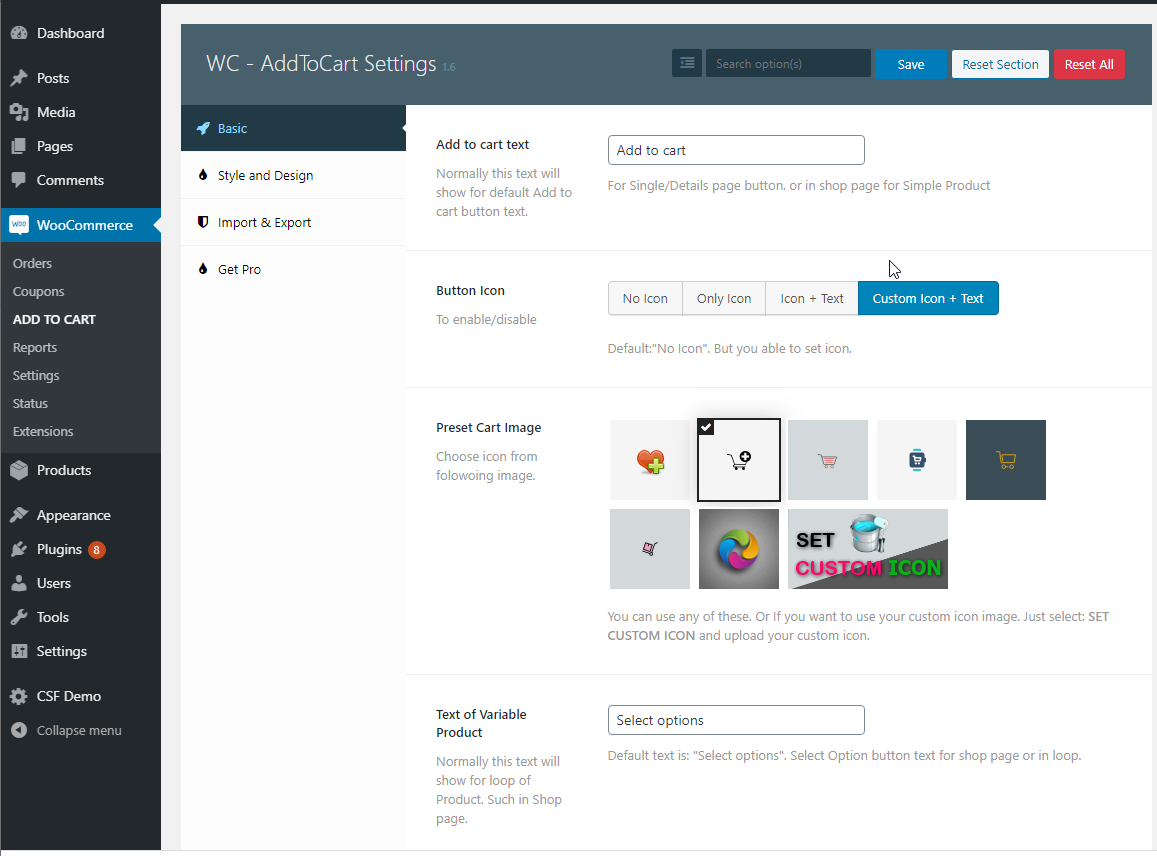 Dashboard
Posts
Media
Pages
Comments
woo WooCommerce
Orders
Coupons
ADD TO CART
Reports
Settings
Status
Extensions
Products
Appearance
Plugins 8
Users
Tools
Settings
CSF Demo
Collapse menu
WC - AddToCart Settings 1.6
Search option(s)
Save
Reset Section
Reset All
Basic
Style and Design
Import & Export
Get Pro
Add to cart text
Normally this text will
show for default Add to
cart button text.
Add to cart
For Single/Details page button. or in shop page for Simple Product
Button Icon
To enable/disable
No Icon
Only Icon
Icon + Text
Custom Icon + Text
Default:"No Icon". But you able to set icon.
Preset Cart Image
Choose icon from
folowoing image.
SET
CUSTOM ICON
You can use any of these. Or If you want to use your custom icon image. Just select: SET
CUSTOM ICON and upload your custom icon.
Text of Variable
Product
Normally this text will
show for loop of
Product. Such in Shop
page.
Select options
Default text is: "Select options". Select Option button text for shop page or in loop.